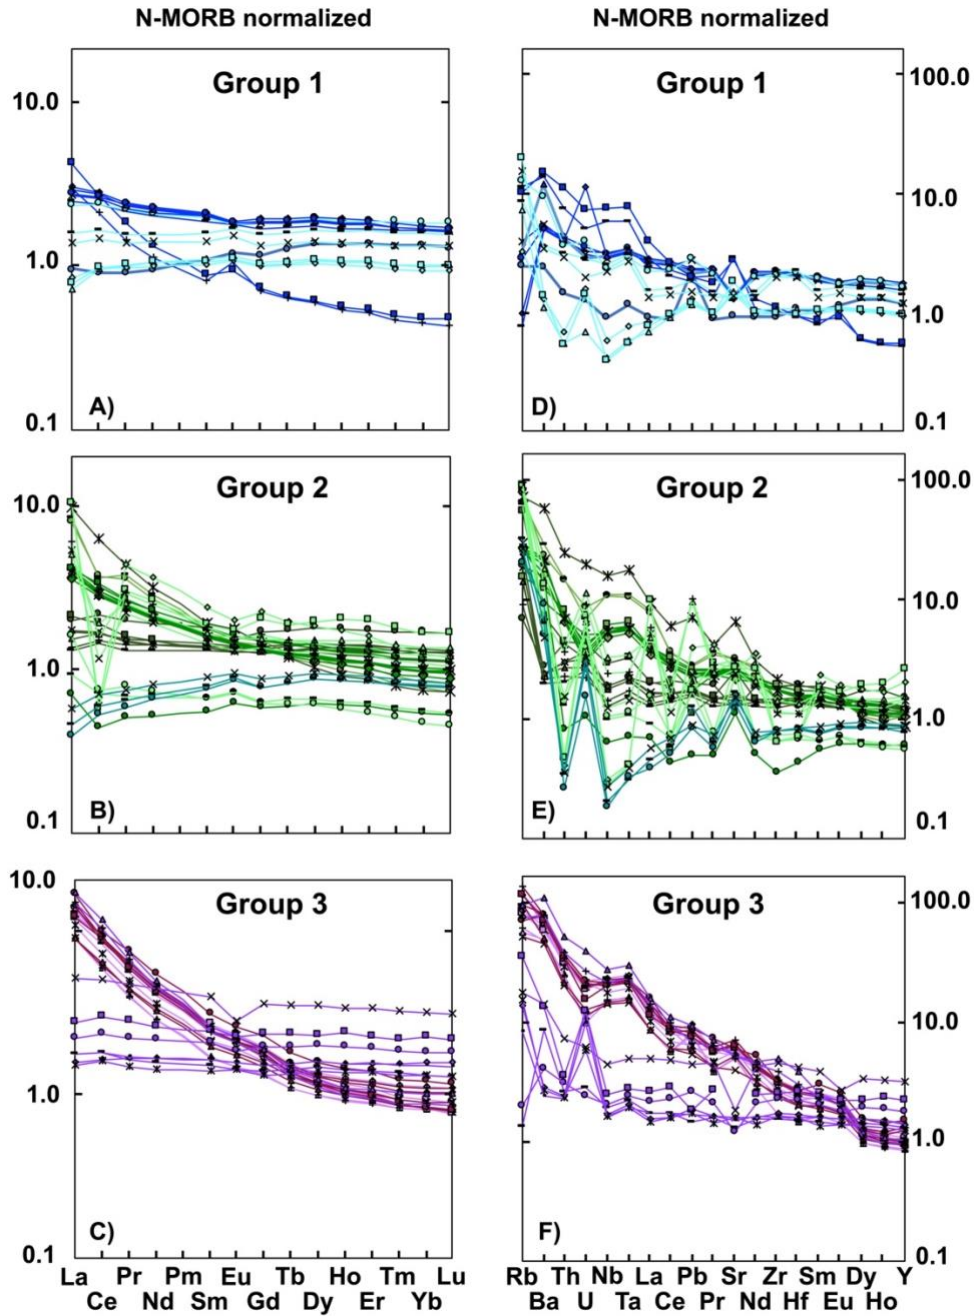 N-MORB normalized
N-MORB normalized
Group 1
10.0
1.0
0.1
A)
Group 1
100.0
10.0
1.0
0.1
D)
Group 2
10.0
1.0
0.1
B)
Group 2
100.0
10.0
1.0
0.1
E)
Group 3
10.0
1.0
0.1
C)
Group 3
100.0
10.0
1.0
0.1
F)
La Pr Pm Eu Tb Ho Tm Lu
Ce Nd Sm Gd Dy Er Yb
Rb Th Nb La Pb Sr Zr Sm Dy Y
Ba U Ta Ce Pr Nd Hf Eu Ho